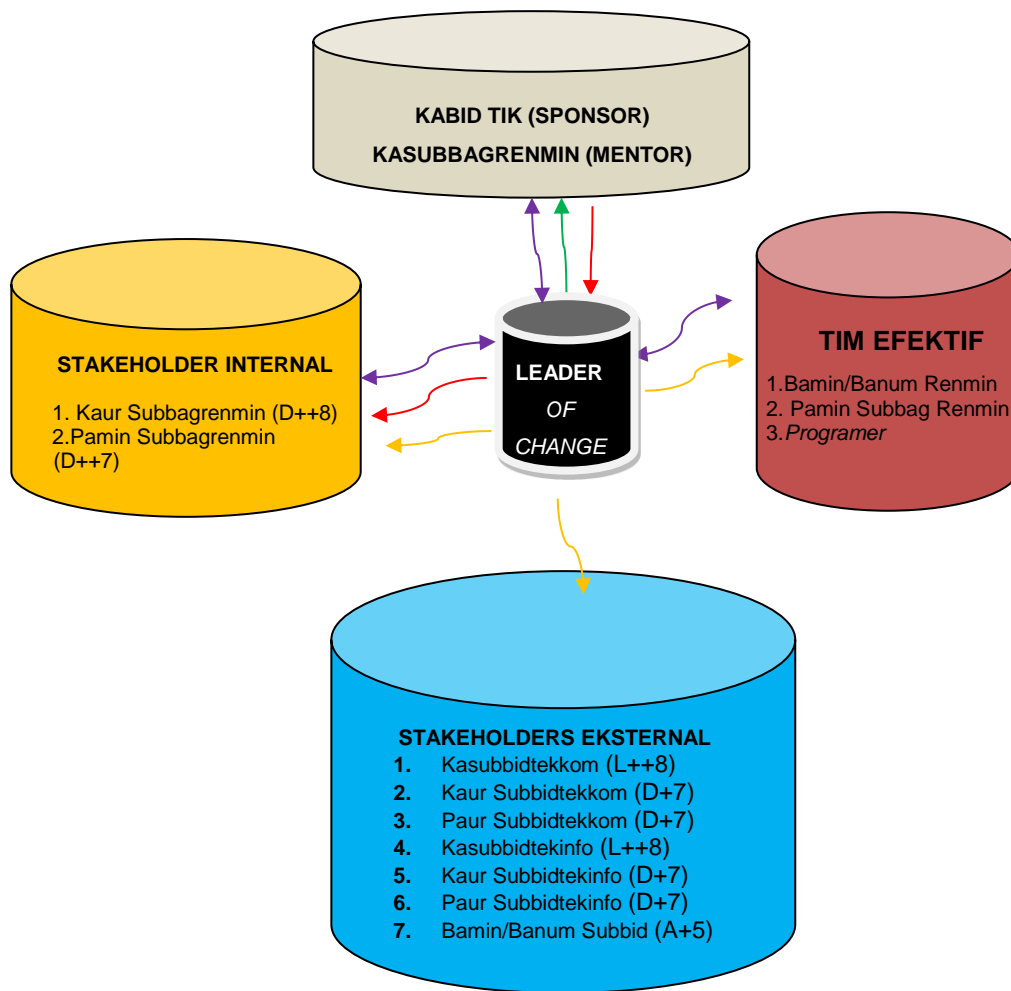 KABID TIK (SPONSOR)
KASUBBAGRENMIN (MENTOR)
STAKEHOLDER INTERNAL
1. Kaur Subbagrenmin (D++8)
2.Pamin Subbagrenmin
(D++7)
LEADER
OF
CHANGE
TIM EFEKTIF
1.Bamin/Banum Renmin
2. Pamin Subbag Renmin
3.Programer
STAKEHOLDERS EKSTERNAL
1. Kasubbidtekkom (L++8)
2. Kaur Subbidtekkom (D+7)
3. Paur Subbidtekkom (D+7)
4. Kasubbidtekinfo (L++8)
5. Kaur Subbidtekinfo (D+7)
6. Paur Subbidtekinfo (D+7)
7. Bamin/Banum Subbid (A+5)